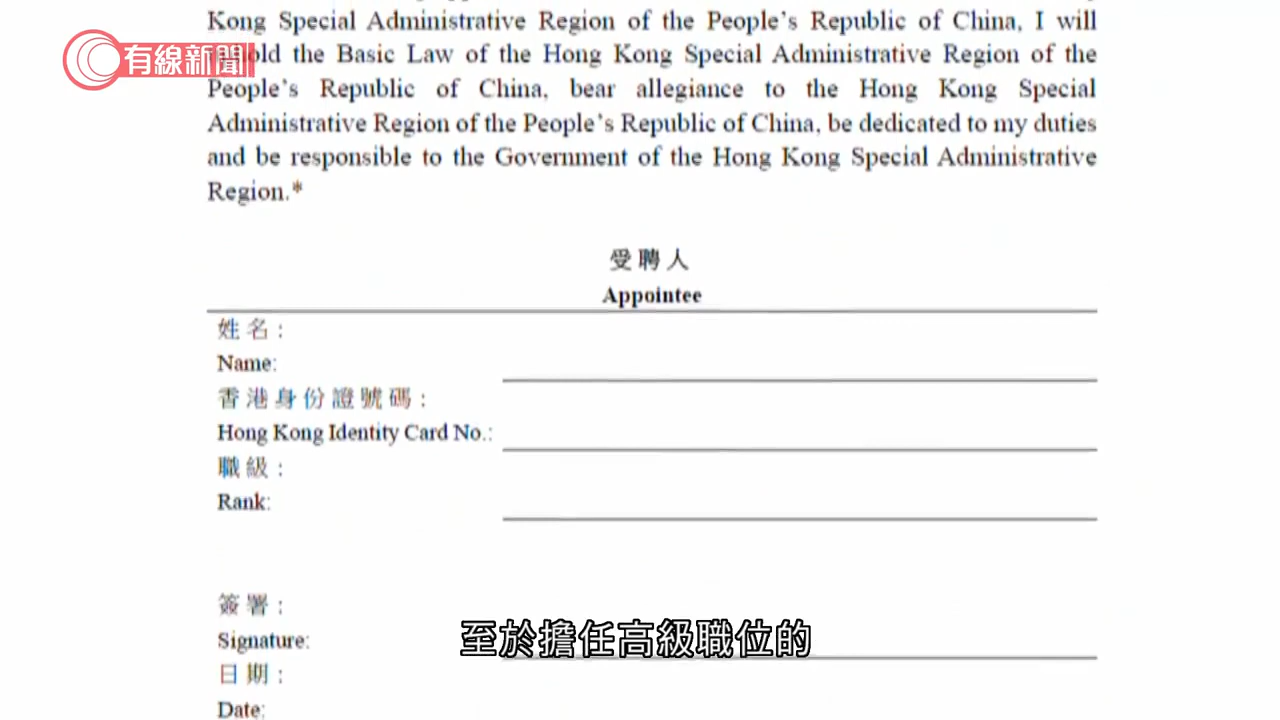 Kong Special Administrative Region of the People's Republic of China, I will
有線新聞
the Basic Law of the Hong Kong Special Administrative Region of the
People's Republic of China, bear allegiance to the Hong Kong Special
Administrative Region of the People's Republic of China, be dedicated to my duties
and be responsible to the Government of the Hong Kong Special Administrative
Region.*
受聘人
Appointee
姓名:
Name:
香港身份證號碼:
Hong Kong Identity Card No.:
職級:
Rank:
簽署:
Signature:
至於擔任高級職位的
日期:
Date: